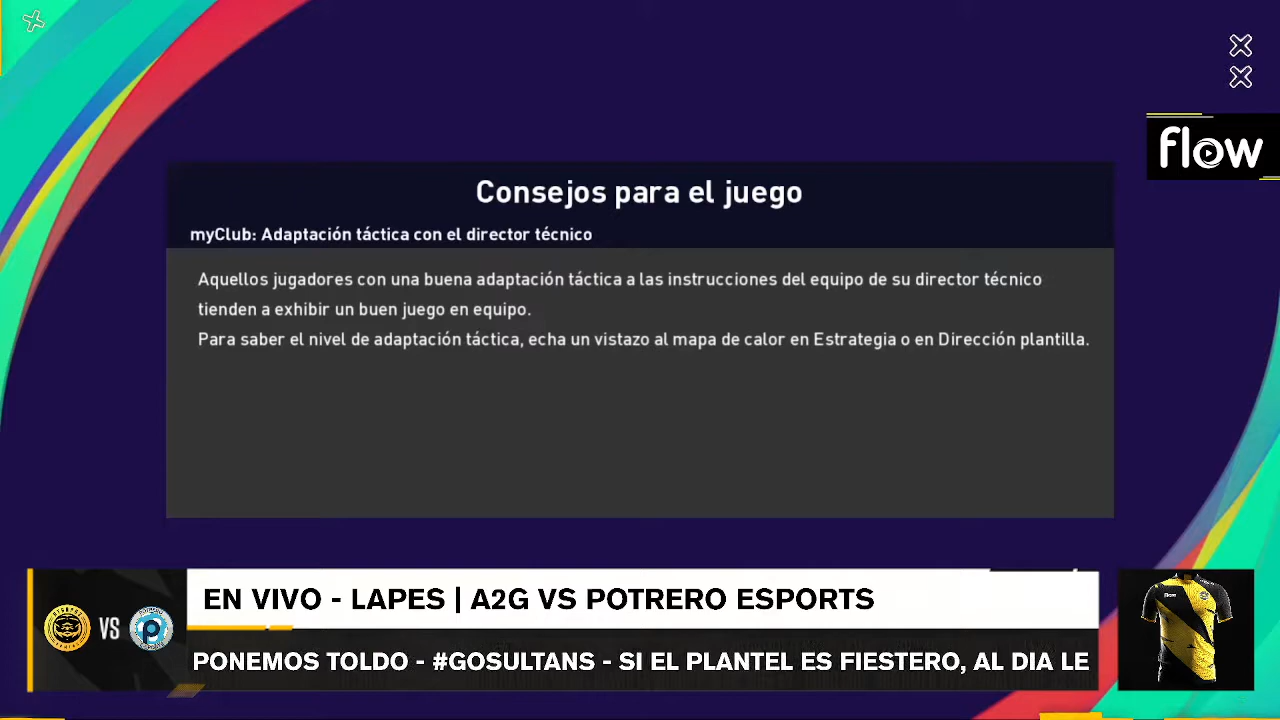 flow
Consejos para el juego
myClub: Adaptación táctica con el director técnico
Aquellos jugadores con una buena adaptación táctica a las instrucciones del equipo de su director técnico
tienden a exhibir un buen juego en equipo.
Para saber el nivel de adaptación táctica, echa un vistazo al mapa de calor en Estrategia o en Dirección plantilla.
VS
EN VIVO - LAPES | A2G VS POTRERO ESPORTS
PONEMOS TOLDO - #GOSULTANS - SI EL PLANTEL ES FIESTERO, AL DIA LE
flow